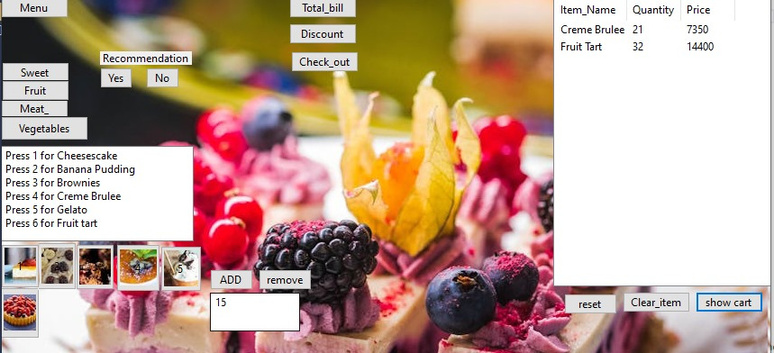 Menu
Total_bill
Discount
Check_out
Recommendation
Yes No
Sweet
Fruit
Meat_
Vegetables
Press 1 for Cheesescake
Press 2 for Banana Pudding
Press 3 for Brownies
Press 4 for Creme Brulee
Press 5 for Gelato
Press 6 for Fruit tart
ADD remove
15
Item_Name Quantity Price
Creme Brulee 21 7350
Fruit Tart 32 14400
reset Clear_item show cart